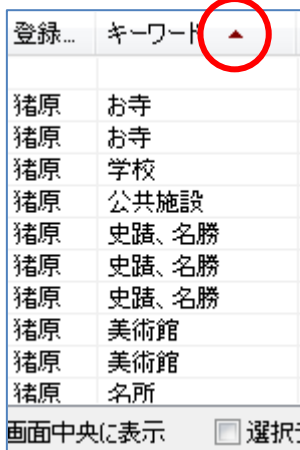 登録... キーワード
猪原 お寺
猪原 お寺
猪原 学校
猪原 公共施設
猪原 史蹟、名勝
猪原 史蹟、名勝
猪原 史蹟、名勝
猪原 美術館
猪原 美術館
猪原 名所
画面中央に表示 選択